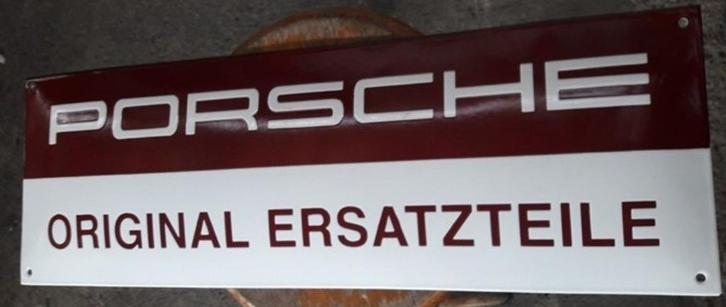 PORSCHE
ORIGINAL ERSATZTEILE